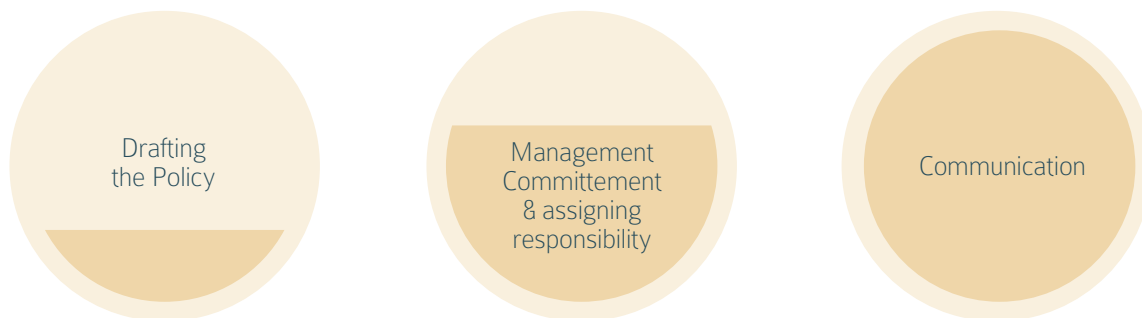 Drafting
the Policy
Management
Committement
& assigning
responsibility
Communication